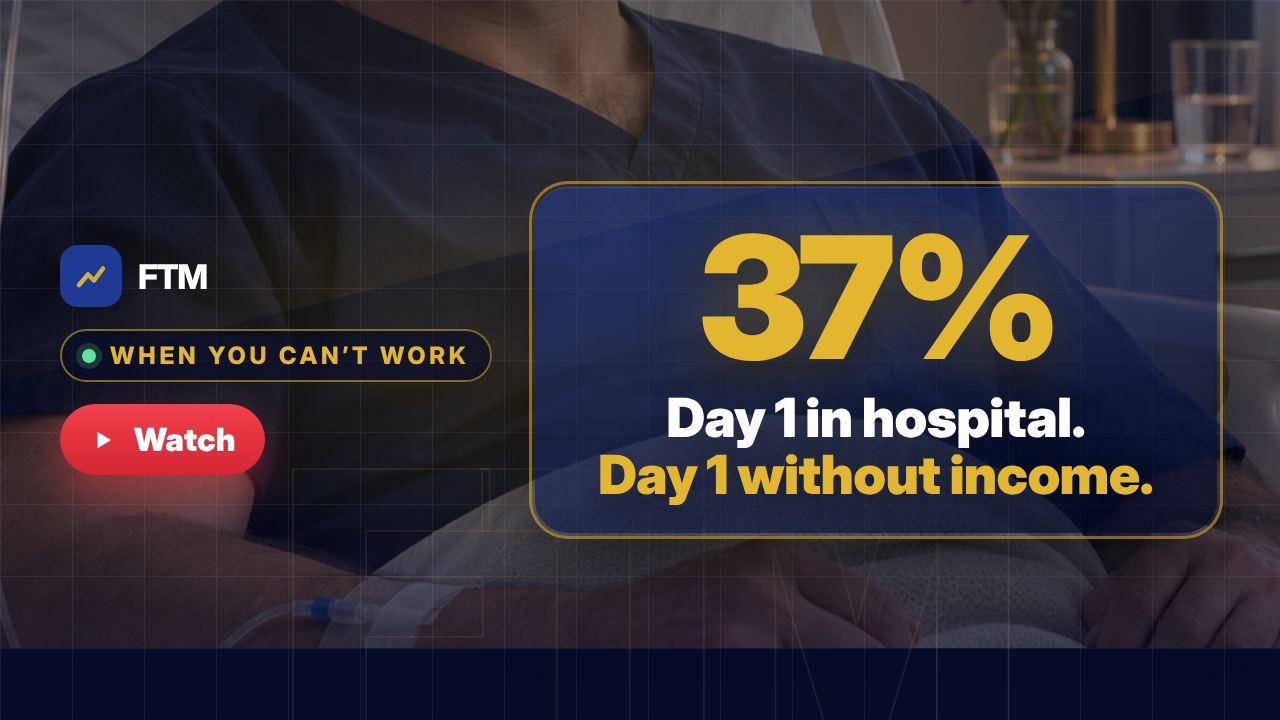 FTM
WHEN YOU CAN’T WORK
Watch
37%
Day 1 in hospital.
Day 1 without income.